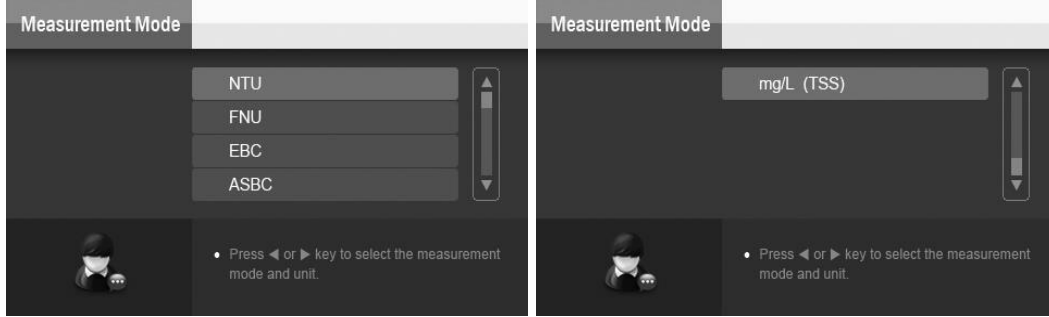 Measurement Mode
NTU
FNU
EBC
ASBC
• Press ◀ or ▶ key to select the measurement
mode and unit.
Measurement Mode
mg/L (TSS)
• Press ◀ or ▶ key to select the measurement
mode and unit.